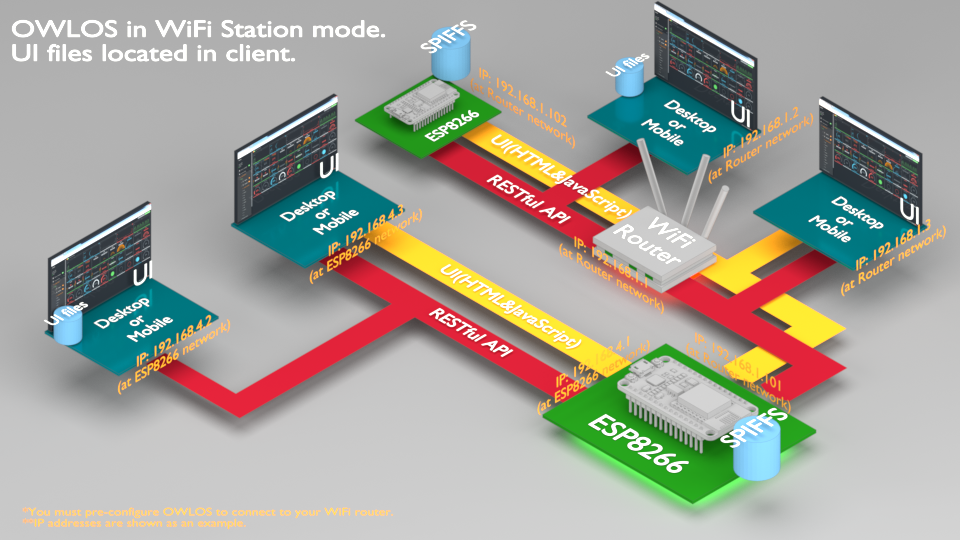 OWLOS in WiFi Station mode.
UI files located in client.
SPIFFS
IP: 192.168.1.102
(at Router network)
ESP8266
UI files
UI
Desktop
or
Mobile
IP: 192.168.1.2
(at Router network)
UI
Desktop
or
Mobile
IP: 192.168.4.3
(at ESP8266 network)
UI(HTML&JavaScript)
RESTful API
WiFi
Router
IP: 192.168.1.1
(at Router network)
UI
Desktop
or
Mobile
IP: 192.168.1.3
(at Router network)
UI
UI files
Desktop
or
Mobile
IP: 192.168.4.2
(at ESP8266 network)
UI(HTML&JavaScript)
RESTful API
IP: 192.168.4.1
(at ESP8266 network)
IP: 192.168.1.101
(at Router network)
ESP8266
SPIFFS
*You must pre-configure OWLOS to connect to your WiFi router.
**IP addresses are shown as an example.